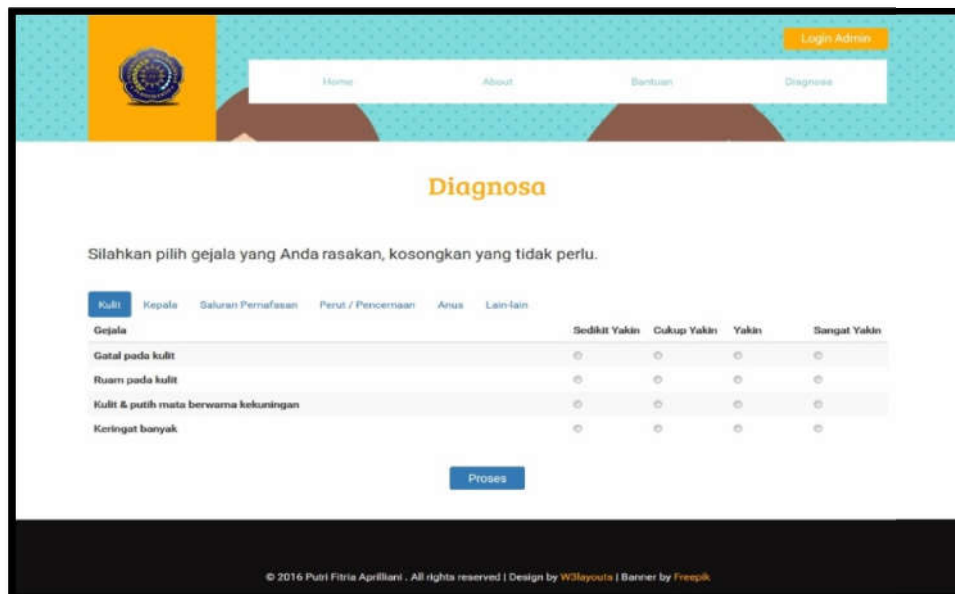 Login Admin
Home About Bantuan Diagnosa
Diagnosa
Silahkan pilih gejala yang Anda rasakan, kosongkan yang tidak perlu.
Kulit Kepala Saluran Pernafasan Perut / Pencernaan Anus Lain-lain
Gejala Sedikit Yakin Cukup Yakin Yakin Sangat Yakin
Gatal pada kulit
Ruam pada kulit
Kulit & putih mata berwarna kekuningan
Keringat banyak
Proses
© 2016 Putri Fitria Aprilliani . All rights reserved | Design by W3layouts | Banner by Freepik